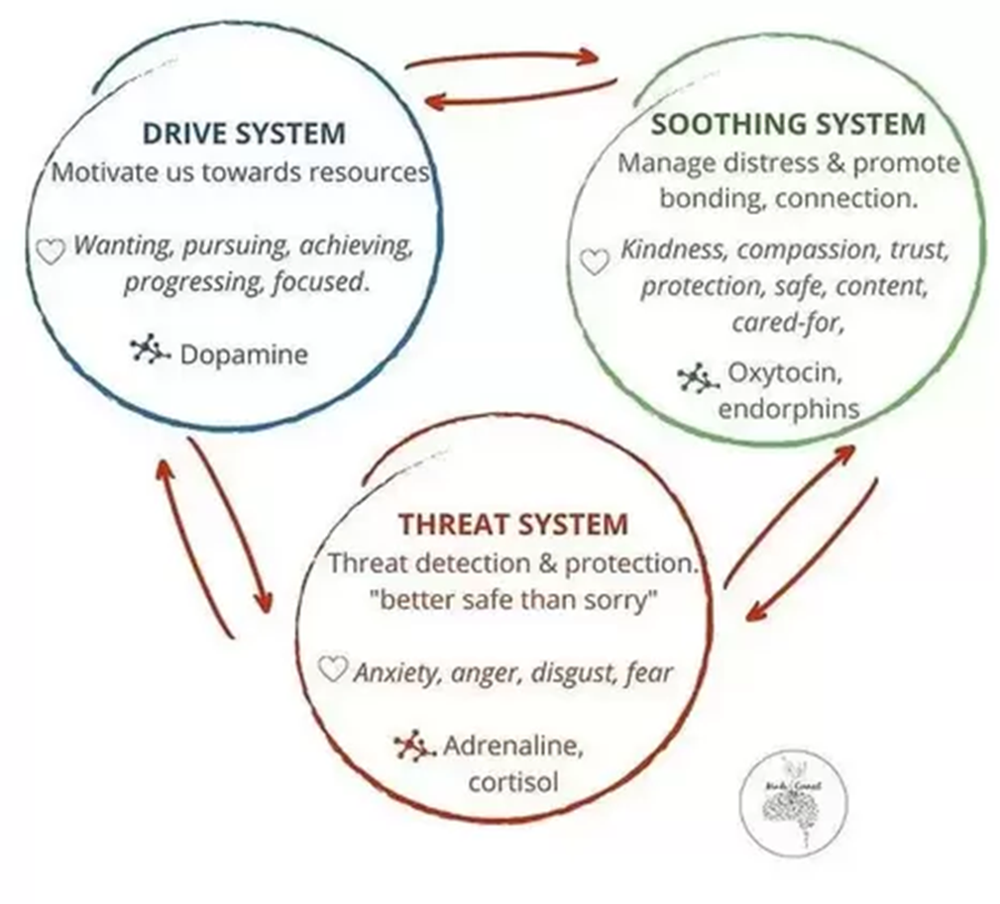 DRIVE SYSTEM
Motivate us towards resources
Wanting, pursuing, achieving,
progressing, focused.
Dopamine
SOOTHING SYSTEM
Manage distress & promote
bonding, connection.
Kindness, compassion, trust,
protection, safe, content,
cared-for,
Oxytocin,
endorphins
THREAT SYSTEM
Threat detection & protection.
"better safe than sorry"
Anxiety, anger, disgust, fear
Adrenaline,
cortisol